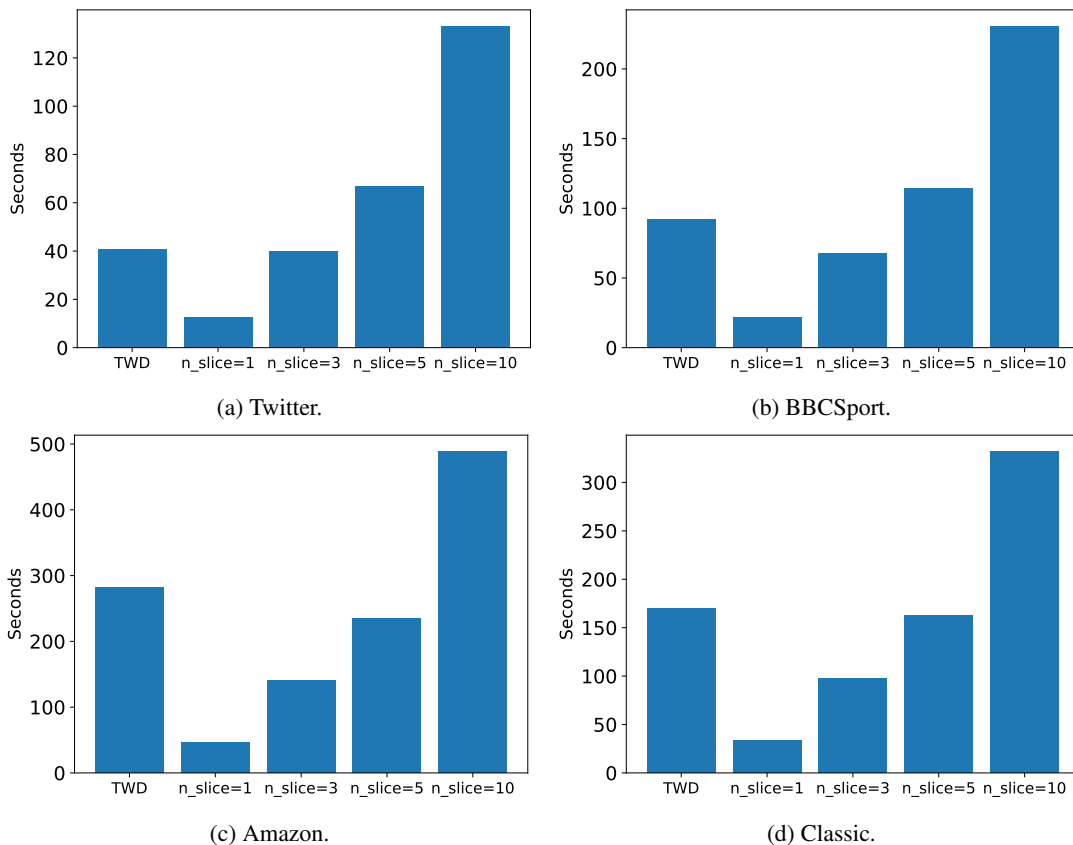 120
100
80
60
40
20
0
Seconds
TWD n_slice=1 n_slice=3 n_slice=5 n_slice=10
(a) Twitter.
200
150
100
50
0
Seconds
TWD n_slice=1 n_slice=3 n_slice=5 n_slice=10
(b) BBCSport.
500
400
300
200
100
0
Seconds
TWD n_slice=1 n_slice=3 n_slice=5 n_slice=10
(c) Amazon.
300
250
200
150
100
50
0
Seconds
TWD n_slice=1 n_slice=3 n_slice=5 n_slice=10
(d) Classic.